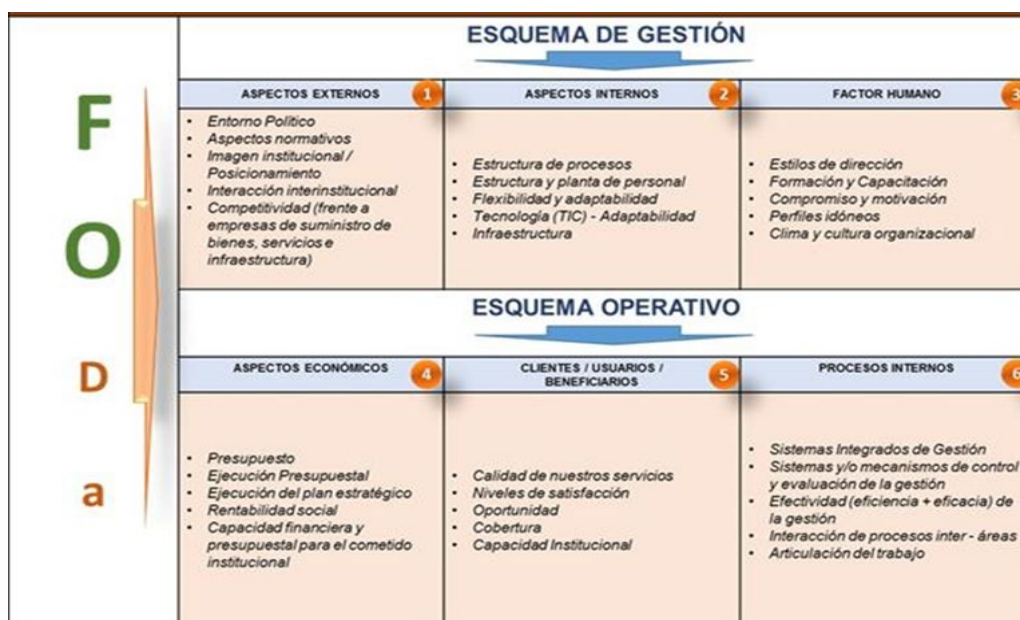 F
O
D
a
ESQUEMA DE GESTIÓN
ASPECTOS EXTERNOS 1
• Entorno Político
• Aspectos normativos
• Imagen institucional /
Posicionamiento
• Interacción interinstitucional
• Competitividad (frente a
empresas de suministro de
bienes, servicios e
infraestructura)
ASPECTOS INTERNOS 2
• Estructura de procesos
• Estructura y planta de personal
• Flexibilidad y adaptabilidad
• Tecnología (TIC) - Adaptabilidad
• Infraestructura
FACTOR HUMANO 3
• Estilos de dirección
• Formación y Capacitación
• Compromiso y motivación
• Perfiles idóneos
• Clima y cultura organizacional
ESQUEMA OPERATIVO
ASPECTOS ECONÓMICOS 4
• Presupuesto
• Ejecución Presupuestal
• Ejecución del plan estratégico
• Rentabilidad social
• Capacidad financiera y
presupuestal para el cometido
institucional
CLIENTES / USUARIOS /
BENEFICIARIOS 5
• Calidad de nuestros servicios
• Niveles de satisfacción
• Oportunidad
• Cobertura
• Capacidad Institucional
PROCESOS INTERNOS 6
• Sistemas Integrados de Gestión
• Sistemas y/o mecanismos de control
y evaluación de la gestión
• Efectividad (eficiencia + eficacia) de
la gestión
• Interacción de procesos inter - áreas
• Articulación del trabajo